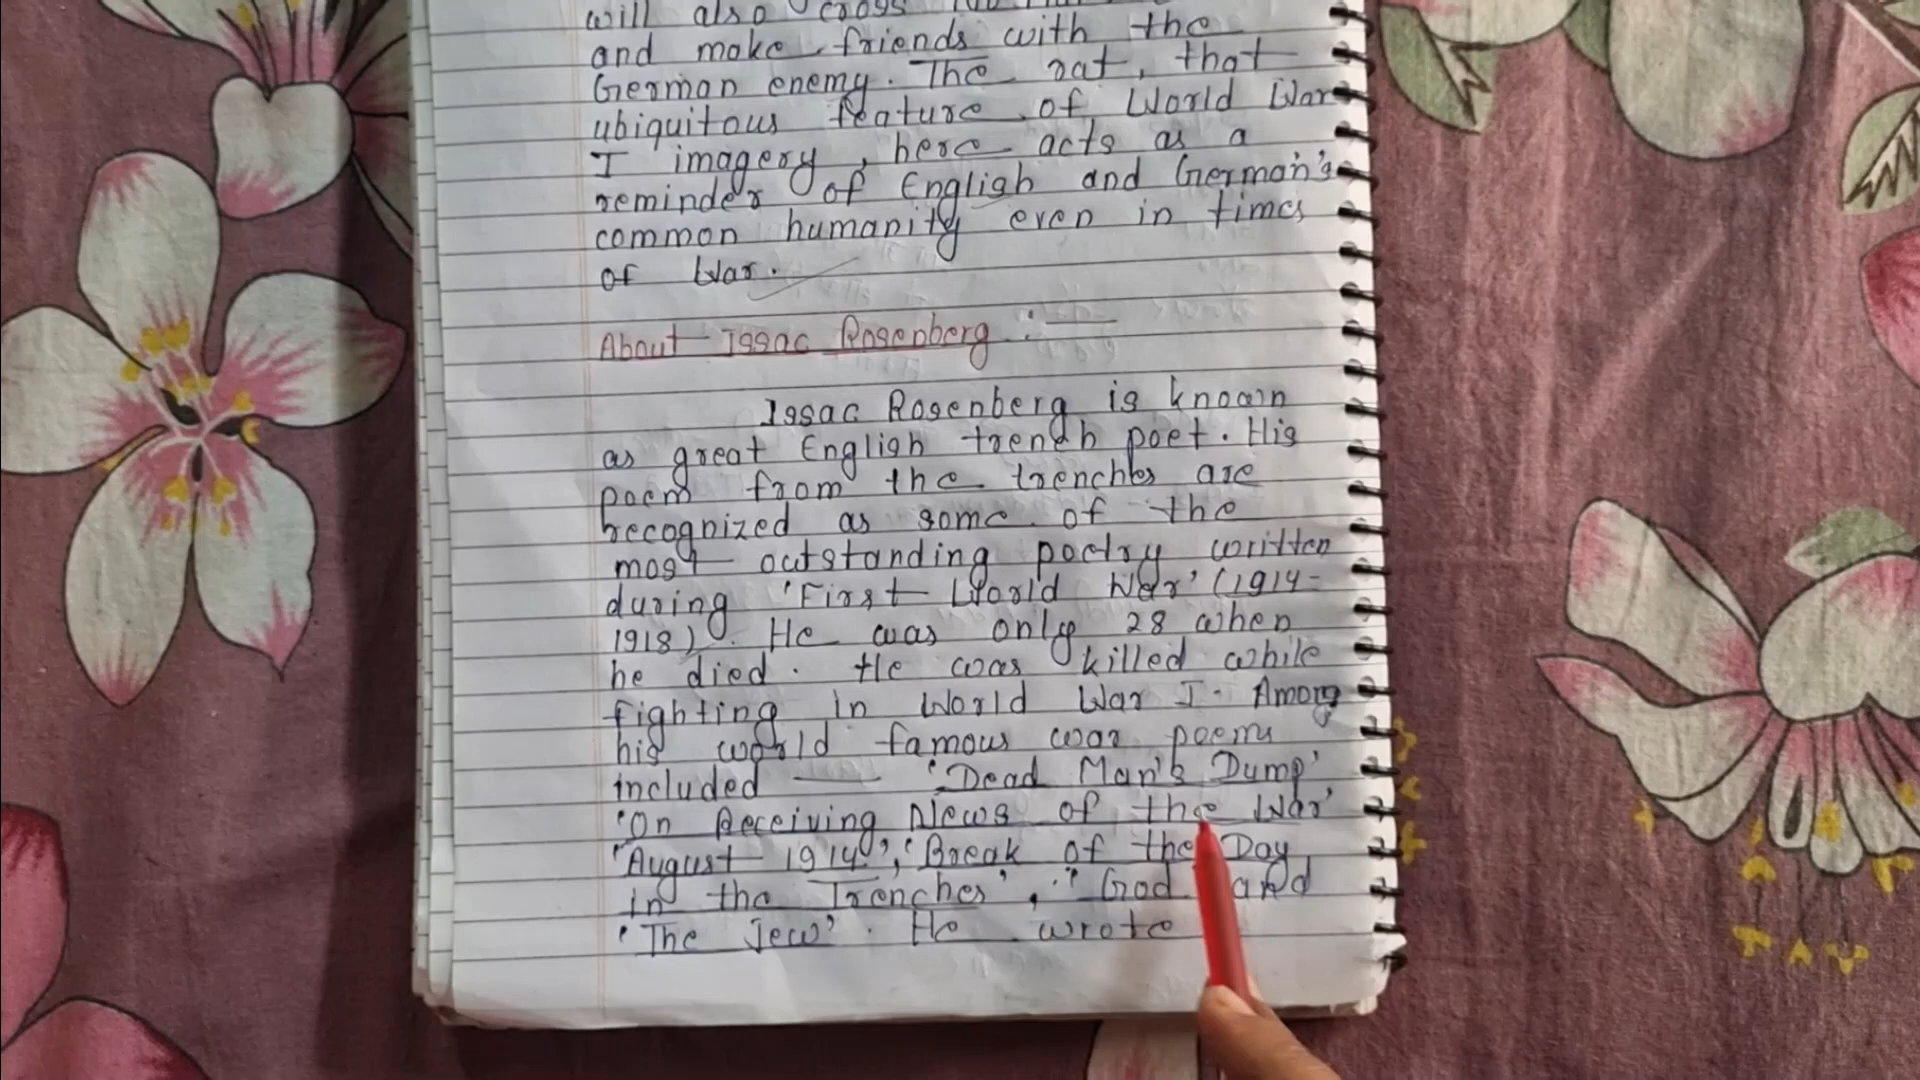 will also cross
and make friends with the
German enemy. The rat, that
ubiquitous feature of World War
I imagery, here acts as a
reminder of English and German's
common humanity even in times
of War.
About Issac Rosenberg :—
Issac Rosenberg is known
as great English trench poet. His
poem from the trenches are
recognized as some of the
most outstanding poetry written
during 'First World War' (1914-
1918). He was only 28 when
he died. He was killed while
fighting in World War I. Among
his world famous war poems
included — 'Dead Man's Dump'
'On Receiving News of the War'
'August 1914', 'Break of the Day
in the Trenches', 'God and
'The Jew'. He wrote